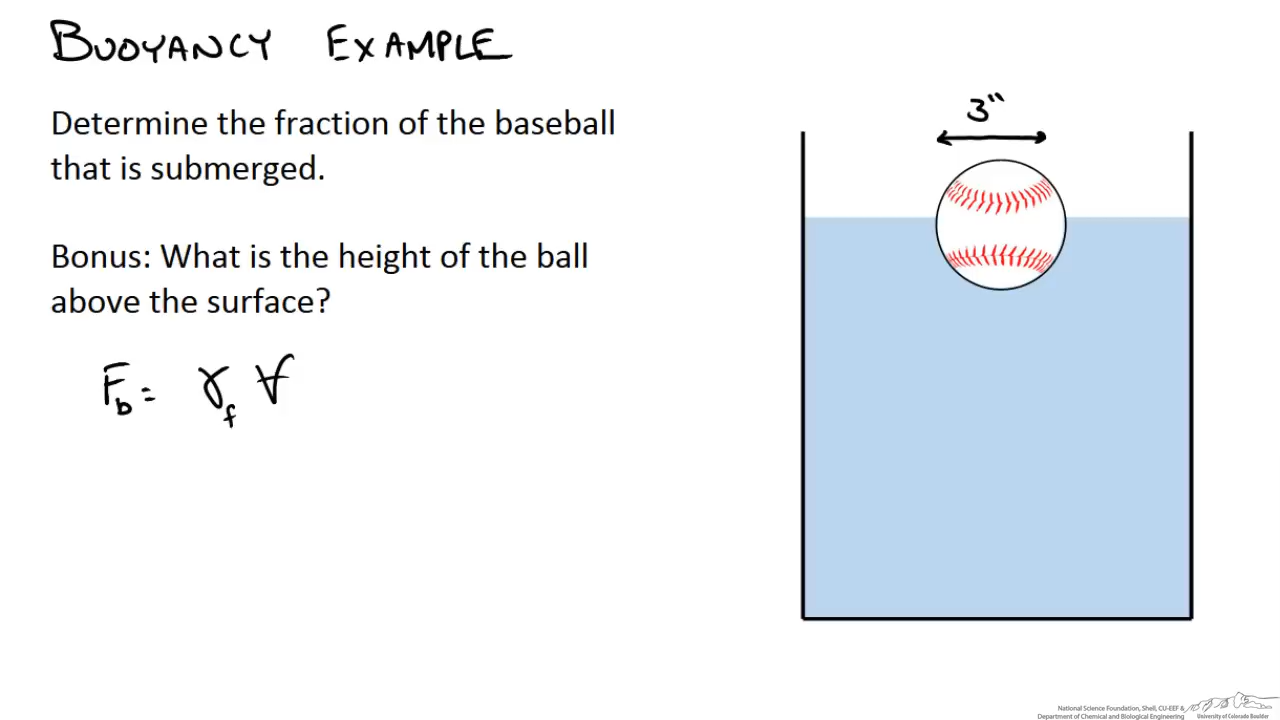 BUOYANCY EXAMPLE
Determine the fraction of the baseball
that is submerged.
Bonus: What is the height of the ball
above the surface?
F_b = γ_f ∀
3"
National Science Foundation, Shell, CU-EEF &
Department of Chemical and Biological Engineering
University of Colorado Boulder